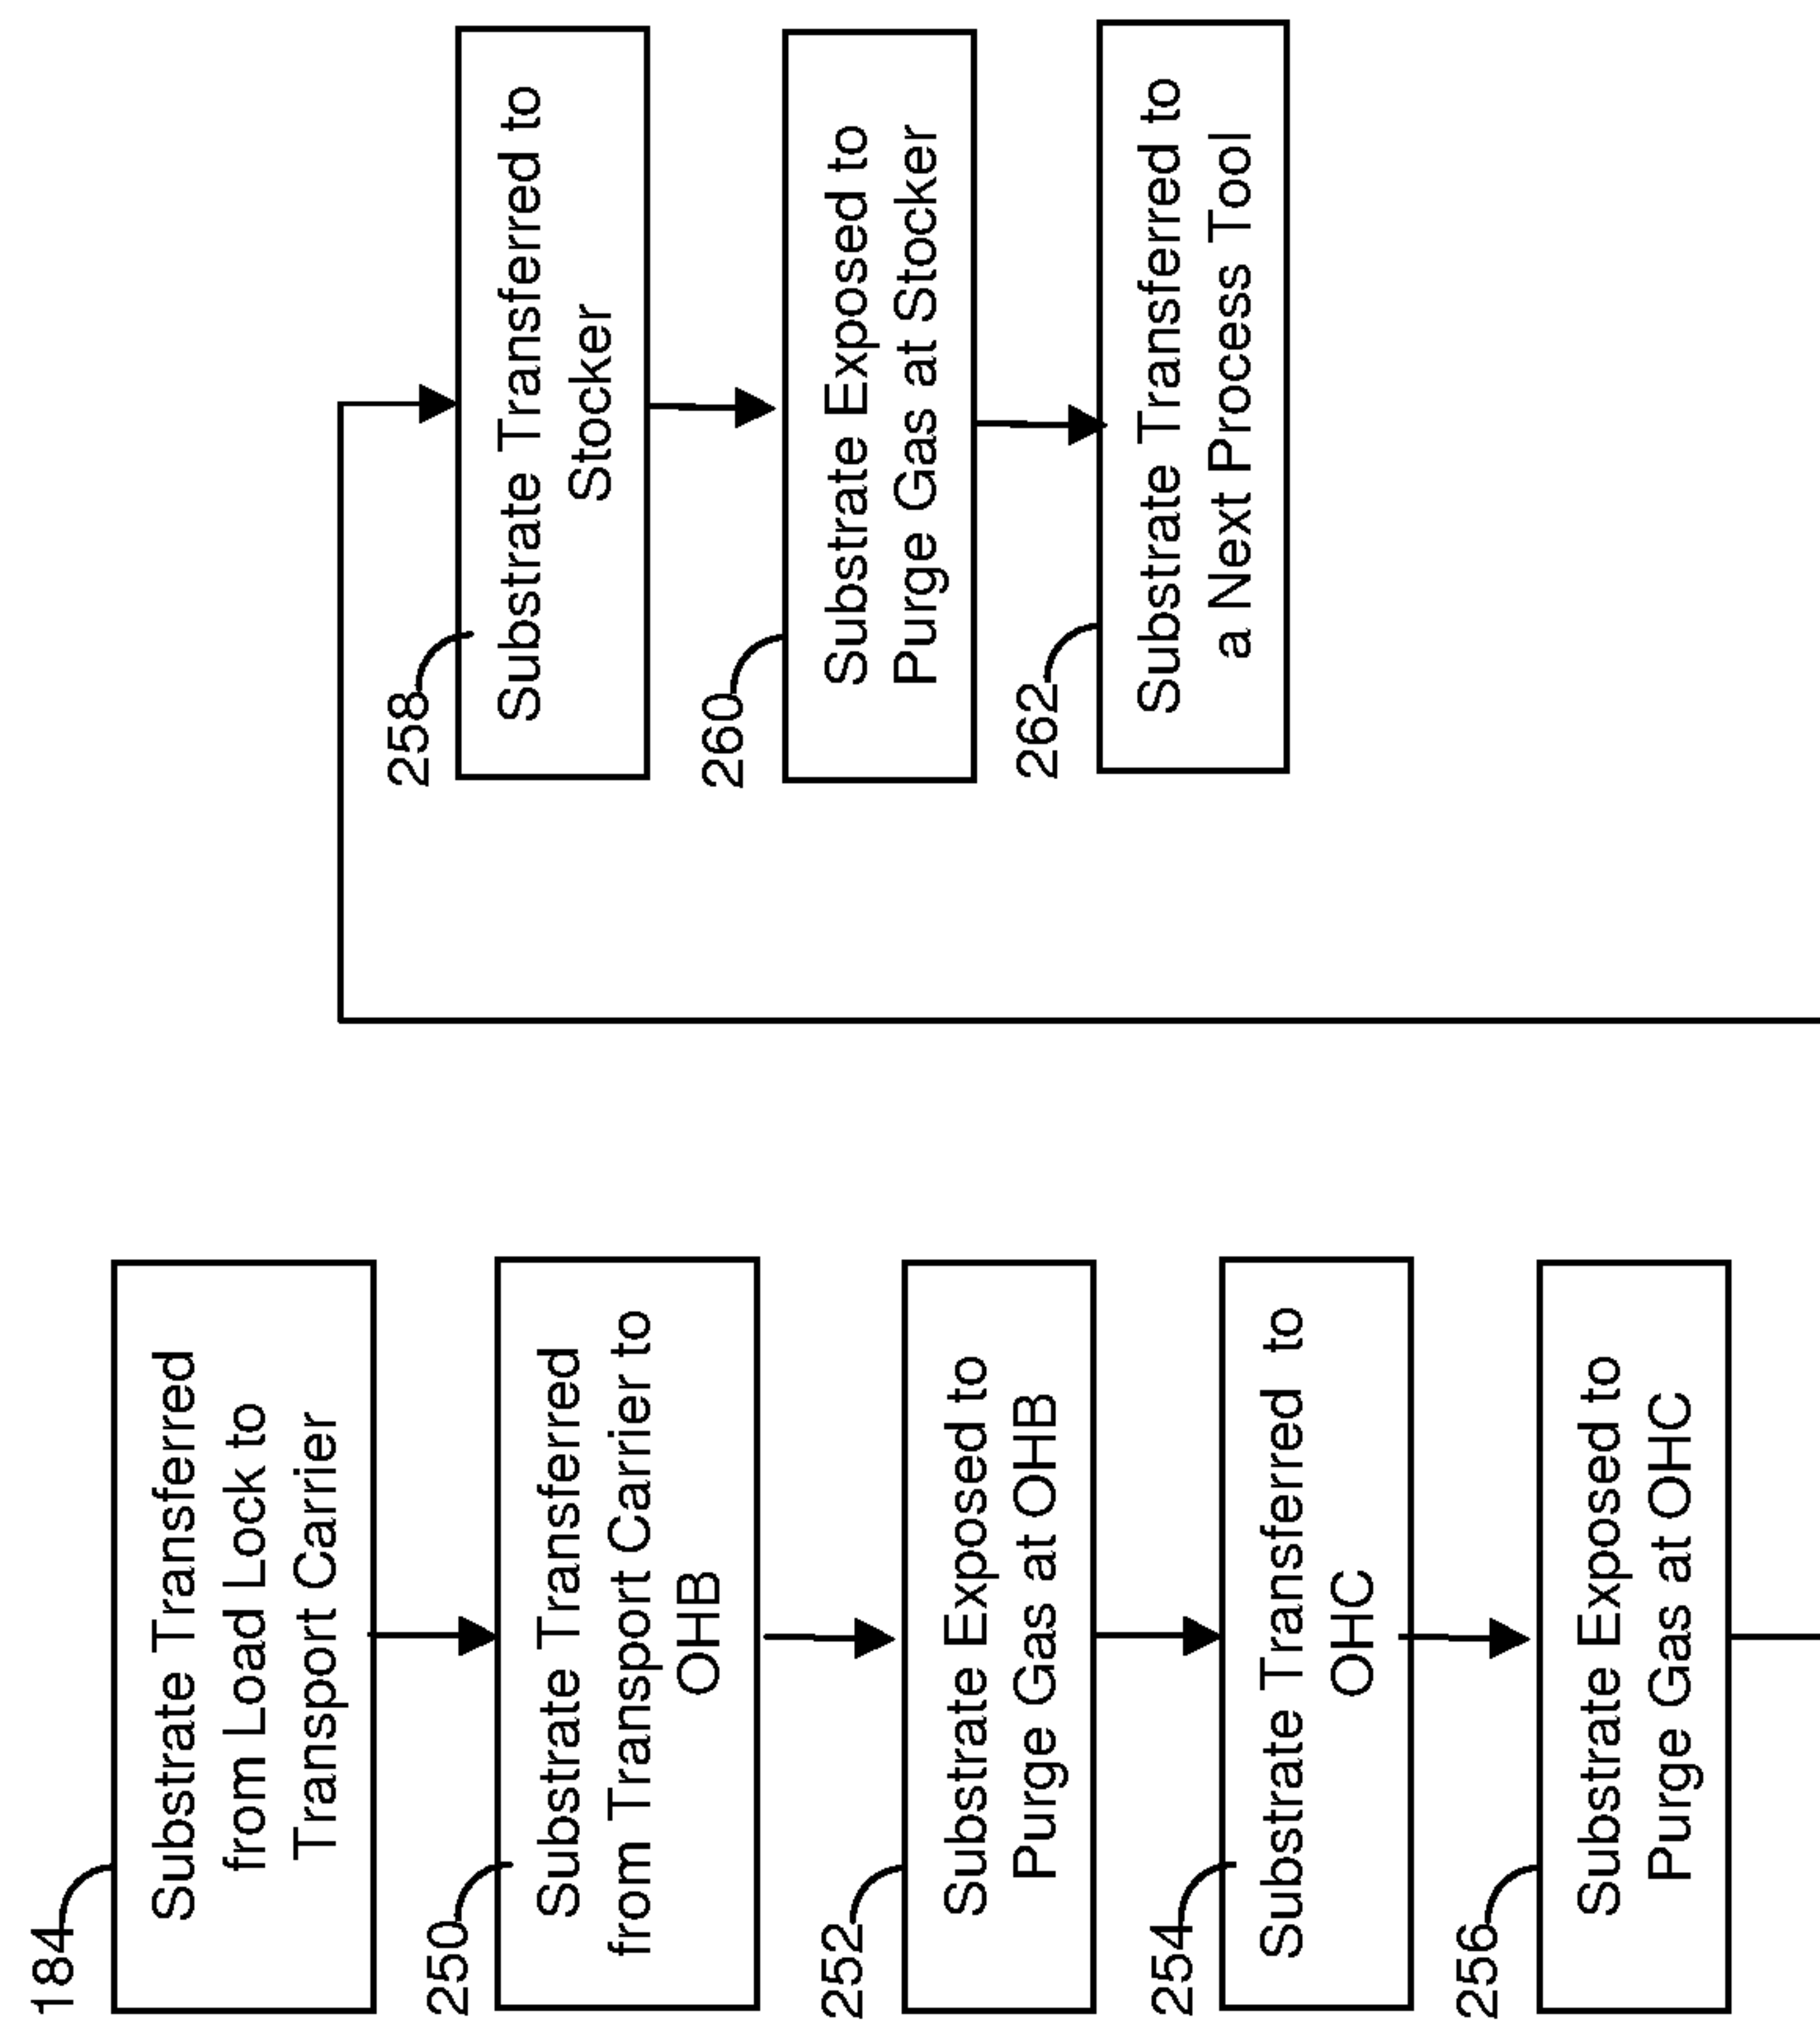 184
Substrate Transferred
from Load Lock to
Transport Carrier
250
Substrate Transferred
from Transport Carrier to
OHB
252
Substrate Exposed to
Purge Gas at OHB
254
Substrate Transferred to
OHC
256
Substrate Exposed to
Purge Gas at OHC
258
Substrate Transferred to
Stocker
260
Substrate Exposed to
Purge Gas at Stocker
262
Substrate Transferred to
a Next Process Tool